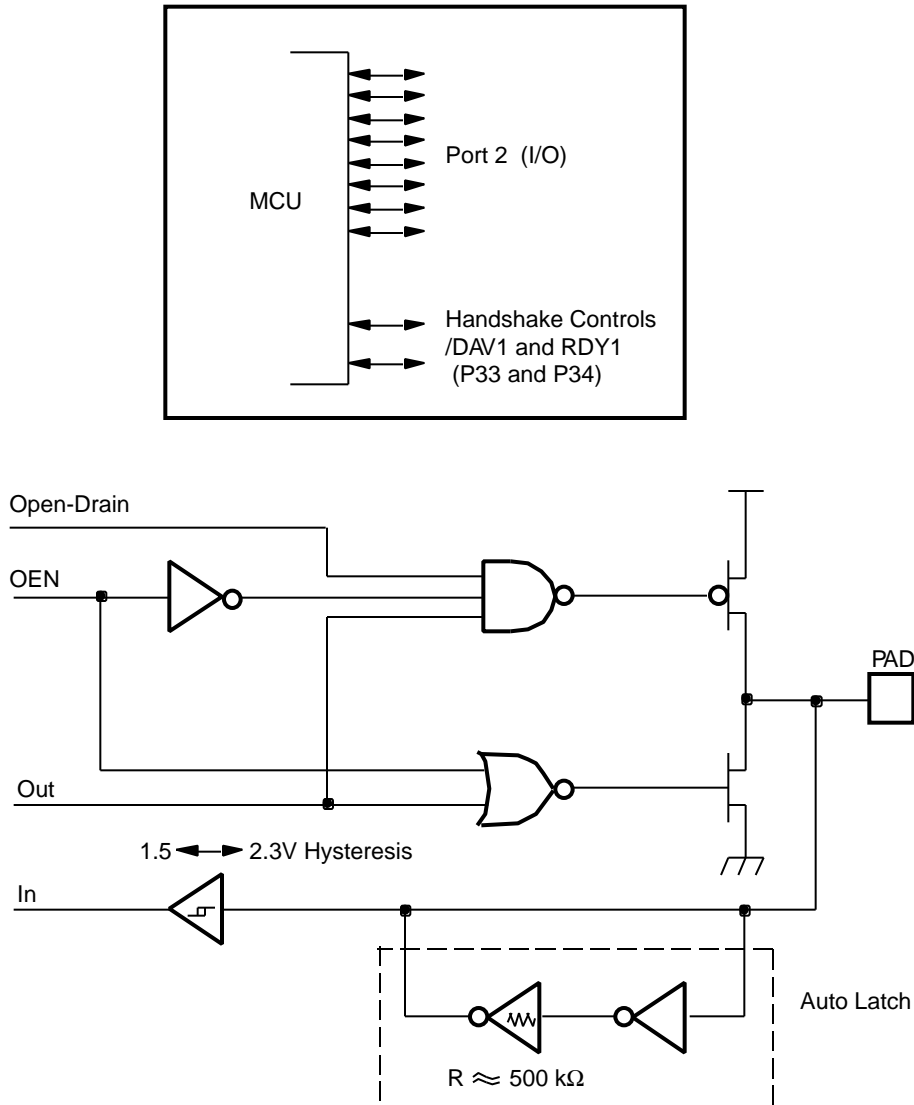 MCU
Port 2 (I/O)
Handshake Controls
/DAV1 and RDY1
(P33 and P34)
Open-Drain
OEN
PAD
Out
1.5 2.3V Hysteresis
In
Auto Latch
R ≈ 500 kΩ